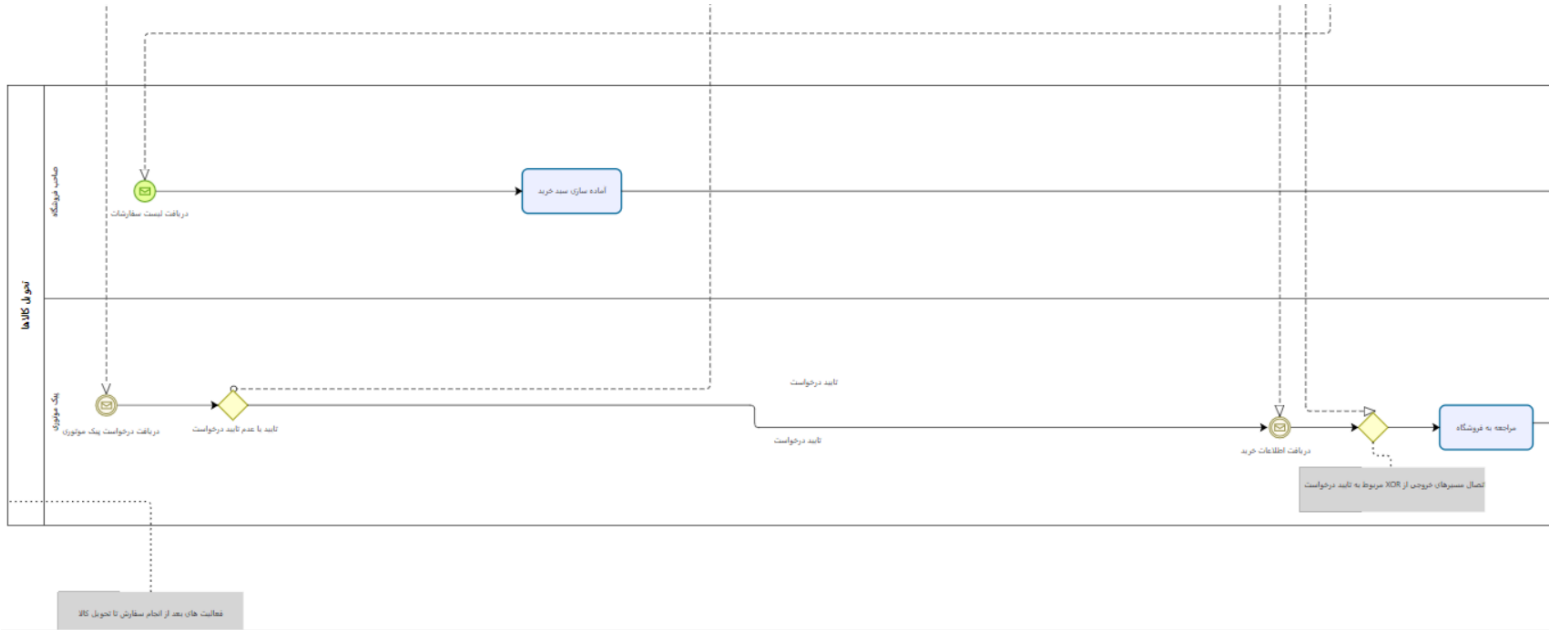 تحویل کالاها
صاحب فروشگاه
دریافت لیست سفارشات
آماده سازی سبد خرید
پیک موتوری
دریافت درخواست پیک موتوری
تایید یا عدم تایید درخواست
تایید درخواست
تایید درخواست
دریافت اطلاعات خرید
مراجعه به فروشگاه
اتصال مسیرهای خروجی از XOR مربوط به تایید درخواست
فعالیت های بعد از انجام سفارش تا تحویل کالا